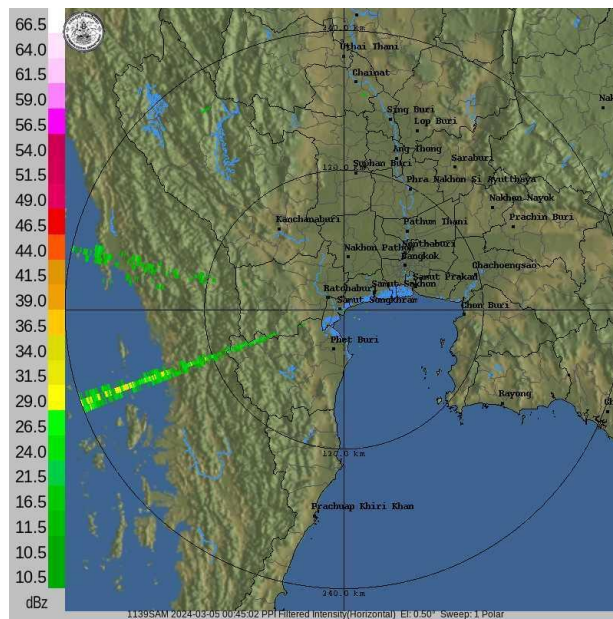 66.5
64.0
61.5
59.0
56.5
54.0
51.5
49.0
46.5
44.0
41.5
39.0
36.5
34.0
31.5
29.0
26.5
24.0
21.5
16.5
11.5
10.5
10.5
dBz
240.0 km
Uthai Thani
Chainat
Sing Buri
Lop Buri
Ang Thong
Saraburi
Suphan Buri
120.0 km
Phra Nakhon Si Ayutthaya
Nakhon Nayok
Prachin Buri
Kanchanaburi
Pathum Thani
Nonthaburi
Nakhon Pathom
Bangkok
Samut Prakan
Chachoengsao
Ratchaburi
Samut Sakhon
Samut Songkhram
Chon Buri
Phet Buri
Rayong
120.0 km
Prachuap Khiri Khan
240.0 km
1139SAM 2024-03-05 00:45:02 PPI Filtered Intensity(Horizontal) El: 0.50° Sweep: 1 Polar